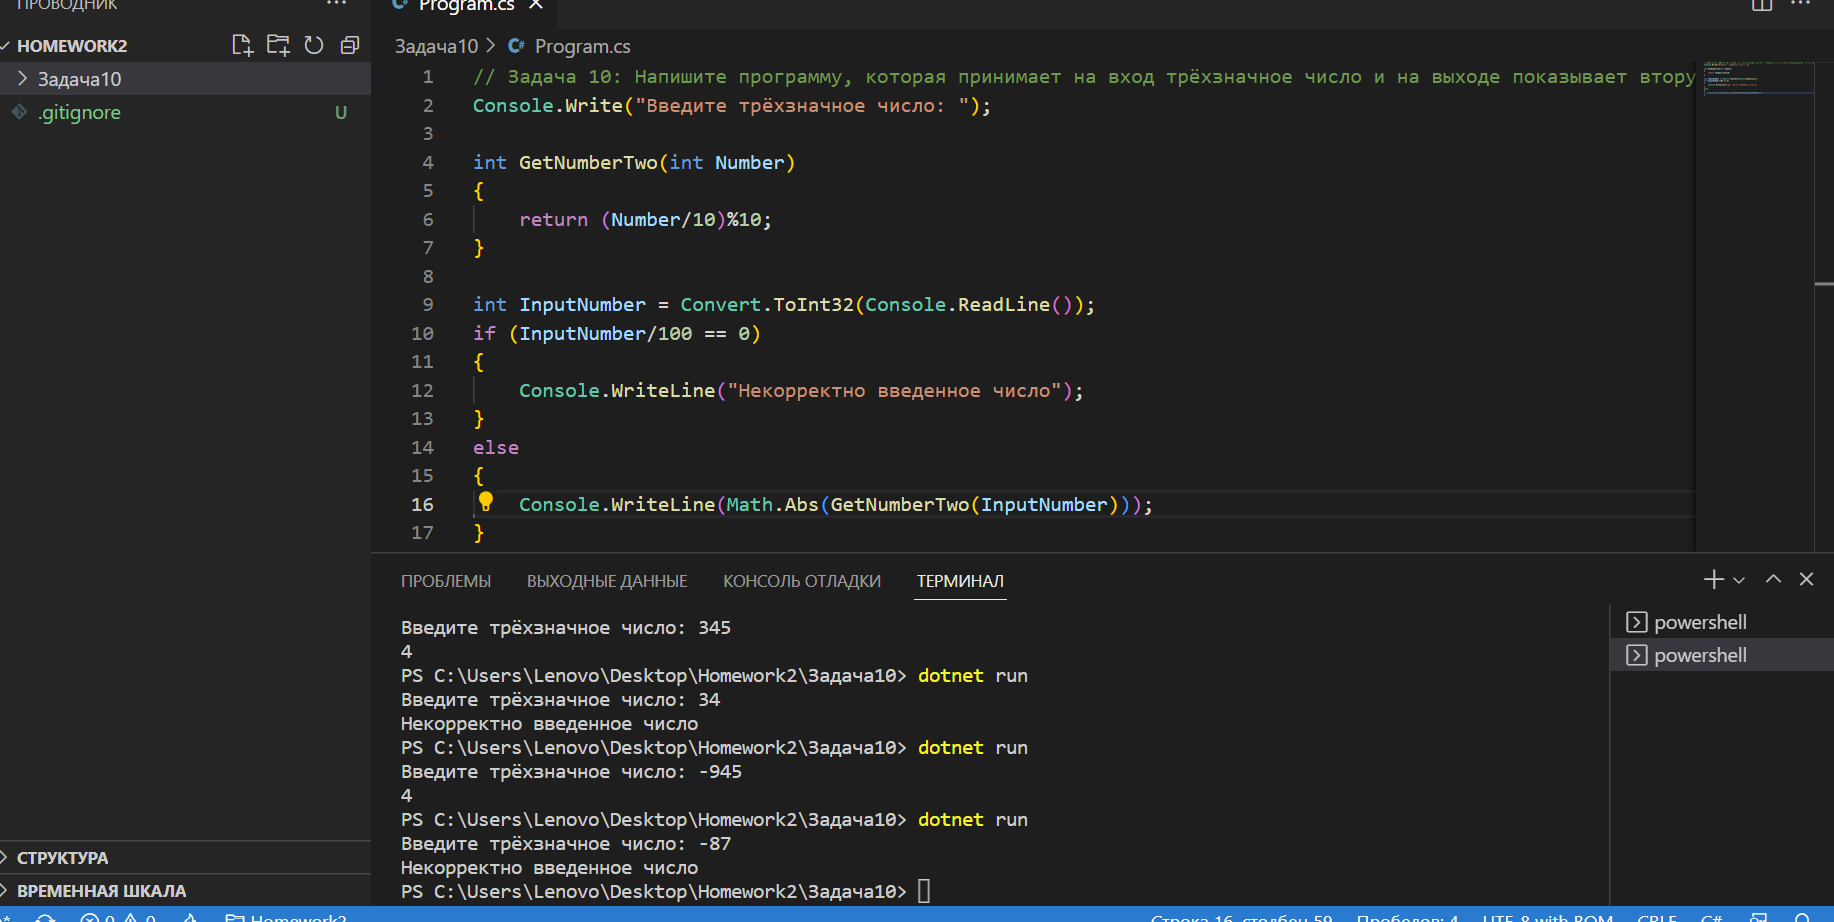 ПРОВОДНИК
Program.cs
HOMEWORK2
Задача10
.gitignore U
Задача10 > Program.cs
1 // Задача 10: Напишите программу, которая принимает на вход трёхзначное число и на выходе показывает втору
2 Console.Write("Введите трёхзначное число: ");
3
4 int GetNumberTwo(int Number)
5 {
6 return (Number/10)%10;
7 }
8
9 int InputNumber = Convert.ToInt32(Console.ReadLine());
10 if (InputNumber/100 == 0)
11 {
12 Console.WriteLine("Некорректно введенное число");
13 }
14 else
15 {
16 Console.WriteLine(Math.Abs(GetNumberTwo(InputNumber)));
17 }
ПРОБЛЕМЫ ВЫХОДНЫЕ ДАННЫЕ КОНСОЛЬ ОТЛАДКИ ТЕРМИНАЛ
Введите трёхзначное число: 345
4
PS C:\Users\Lenovo\Desktop\Homework2\Задача10> dotnet run
Введите трёхзначное число: 34
Некорректно введенное число
PS C:\Users\Lenovo\Desktop\Homework2\Задача10> dotnet run
Введите трёхзначное число: -945
4
PS C:\Users\Lenovo\Desktop\Homework2\Задача10> dotnet run
Введите трёхзначное число: -87
Некорректно введенное число
PS C:\Users\Lenovo\Desktop\Homework2\Задача10>
powershell
powershell
СТРУКТУРА
ВРЕМЕННАЯ ШКАЛА
0 0 Homework2 Строка 16, столбец 59 Пробелов: 4 UTF-8 with BOM CRLF C#